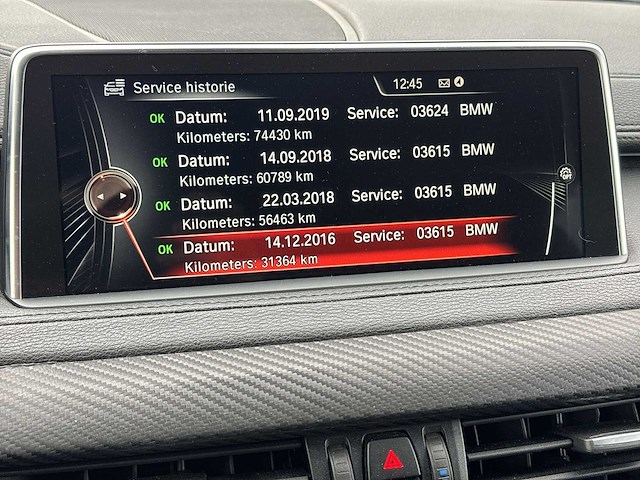 Service historie
12:45
OK Datum: 11.09.2019 Service: 03624 BMW
Kilometers: 74430 km
OK Datum: 14.09.2018 Service: 03615 BMW
Kilometers: 60789 km
OK Datum: 22.03.2018 Service: 03615 BMW
Kilometers: 56463 km
OK Datum: 14.12.2016 Service: 03615 BMW
Kilometers: 31364 km
OPT